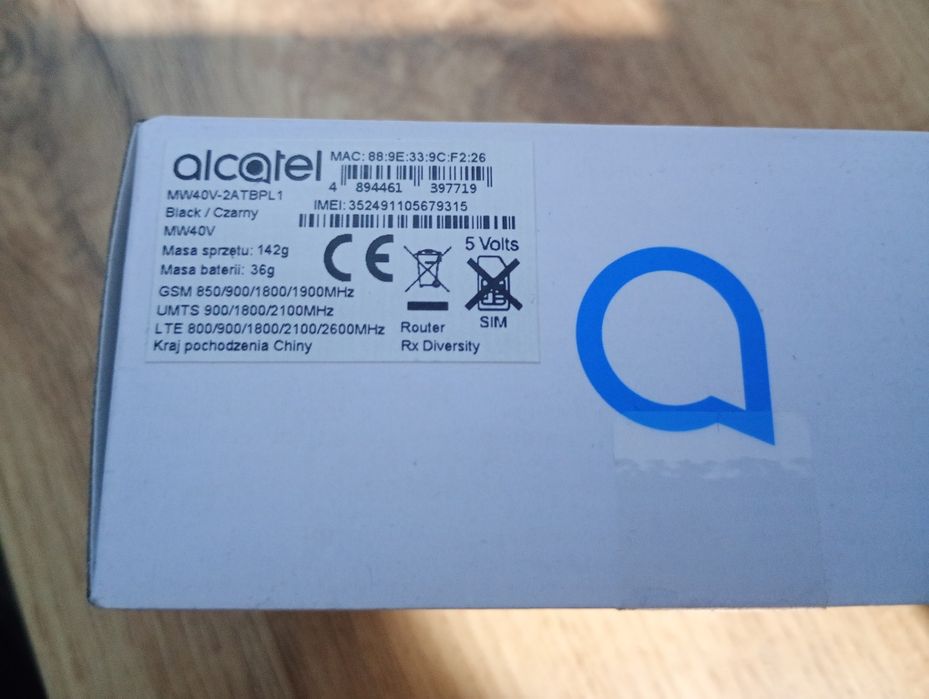 alcatel
MAC: 88:9E:33:9C:F2:26
4 894461 397719
MW40V-2ATBPL1
Black / Czarny
IMEI: 352491105679315
MW40V
Masa sprzętu: 142g
Masa baterii: 36g
CE
5 Volts
SIM
GSM 850/900/1800/1900MHz
UMTS 900/1800/2100MHz
LTE 800/900/1800/2100/2600MHz
Router
Kraj pochodzenia Chiny
Rx Diversity